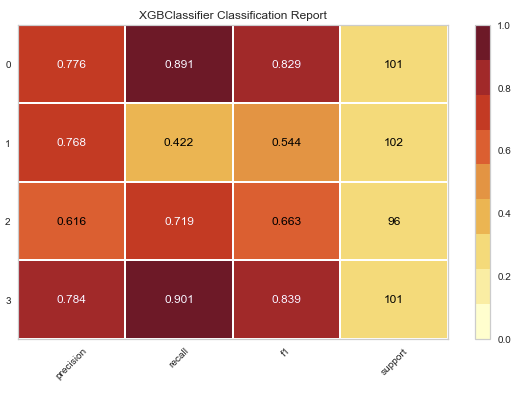 XGBClassifier Classification Report
0 0.776 0.891 0.829 101
1 0.768 0.422 0.544 102
2 0.616 0.719 0.663 96
3 0.784 0.901 0.839 101
precision recall f1 support
1.0
0.8
0.6
0.4
0.2
0.0